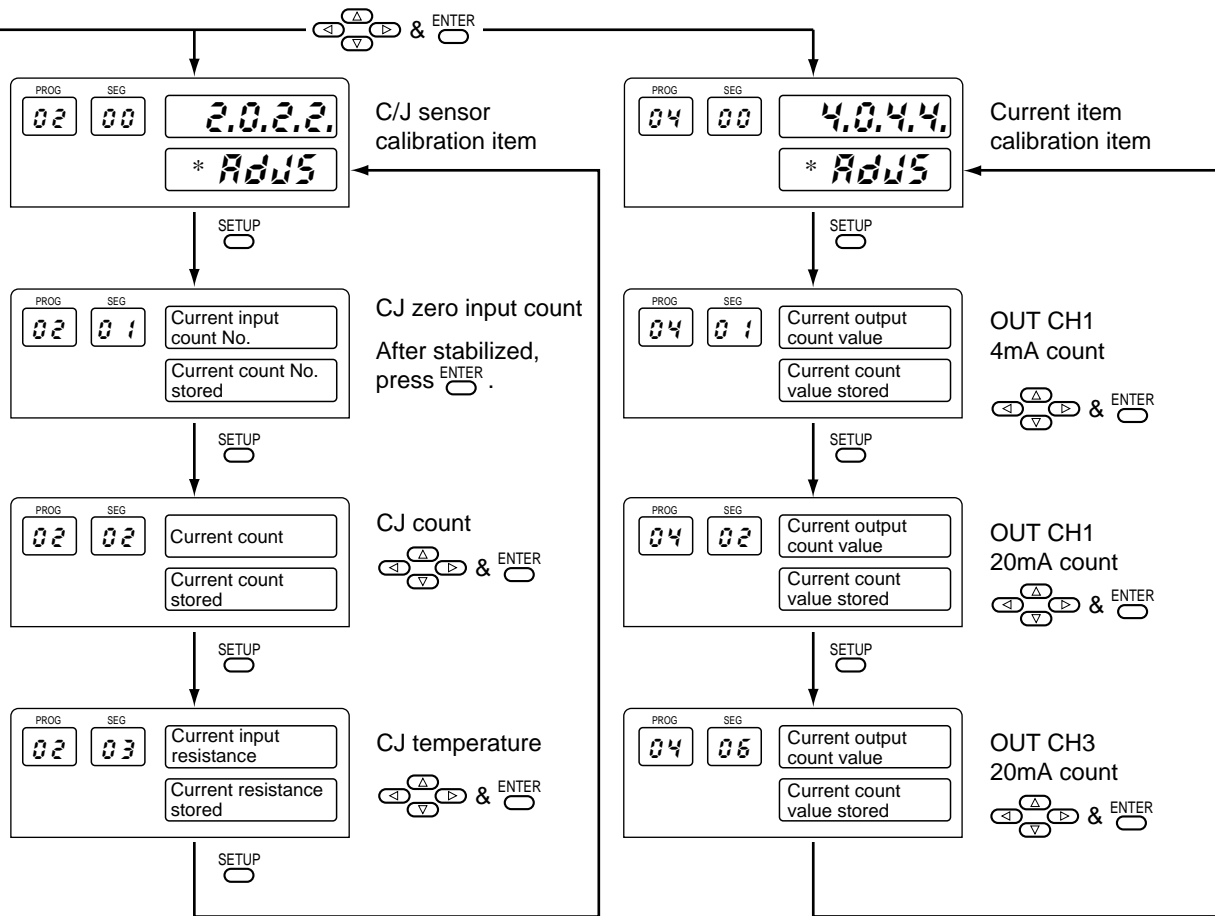 & ENTER
PROG SEG
02 00 2.0.2.2.
* AdJS
C/J sensor
calibration item
SETUP
PROG SEG
02 01
Current input
count No.
Current count No.
stored
CJ zero input count
After stabilized,
press ENTER .
SETUP
PROG SEG
02 02
Current count
Current count
stored
CJ count
& ENTER
SETUP
PROG SEG
02 03
Current input
resistance
Current resistance
stored
CJ temperature
& ENTER
SETUP
PROG SEG
04 00 4.0.4.4.
* AdJS
Current item
calibration item
SETUP
PROG SEG
04 01
Current output
count value
Current count
value stored
OUT CH1
4mA count
& ENTER
SETUP
PROG SEG
04 02
Current output
count value
Current count
value stored
OUT CH1
20mA count
& ENTER
SETUP
PROG SEG
04 06
Current output
count value
Current count
value stored
OUT CH3
20mA count
& ENTER